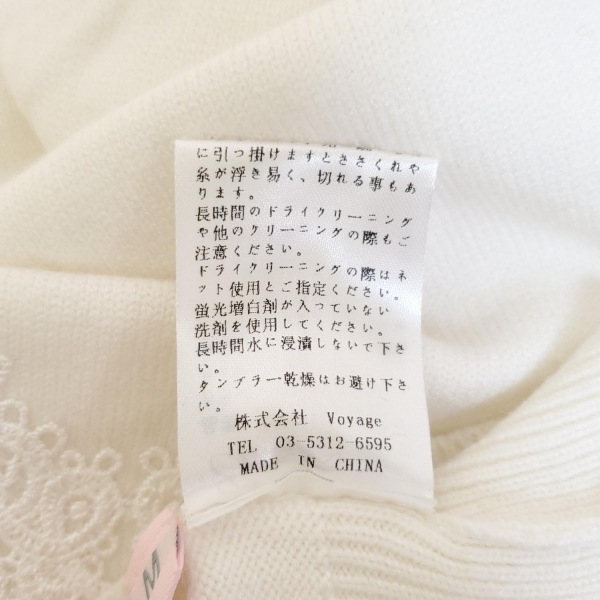 に引っ掛けますとささくれや
糸が浮き易く、切れる事もあ
ります。
長時間のドライクリーニング
や他のクリーニングの際もご
注意ください。
ドライクリーニングの際はネ
ット使用とご指定ください。
蛍光増白剤が入っていない
洗剤を使用してください。
長時間水に浸漬しないで下さ
い。
タンブラー乾燥はお避け下さ
い。
株式会社 Voyage
TEL 03-5312-6595
MADE IN CHINA
M